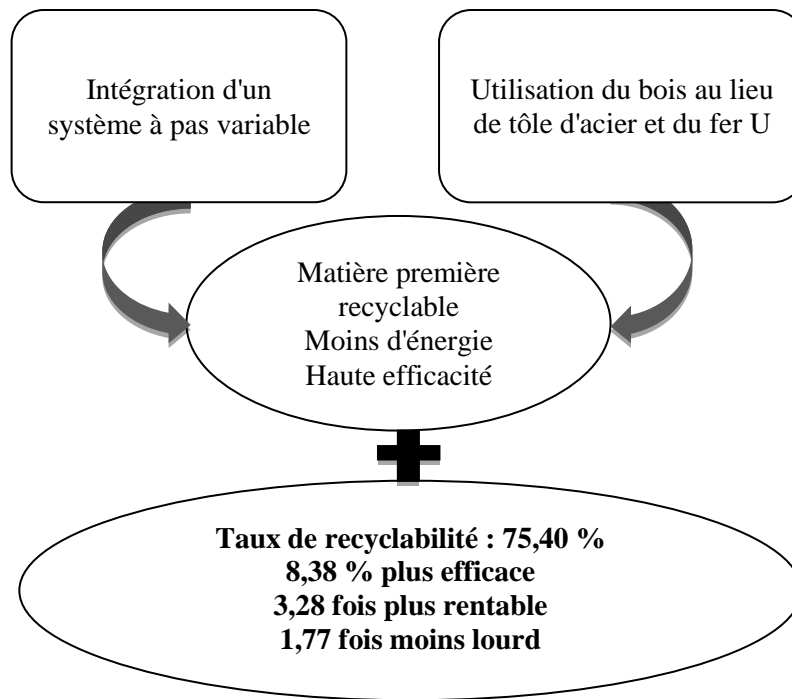 Intégration d'un
système à pas variable
Utilisation du bois au lieu
de tôle d'acier et du fer U
Matière première
recyclable
Moins d'énergie
Haute efficacité
Taux de recyclabilité : 75,40 %
8,38 % plus efficace
3,28 fois plus rentable
1,77 fois moins lourd